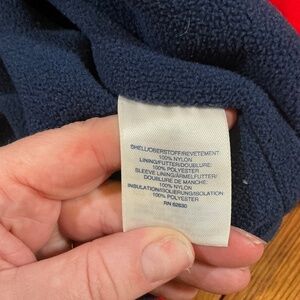 SHELL/OBERSTOFF/REVETEMENT
100% NYLON
LINING/FUTTER/DOUBLURE:
100% POLYESTER
SLEEVE LINING/ÄRMELFUTTER/
DOUBLURE DE MANCHE:
100% NYLON
INSULATION/ISOLIERUNG/ISOLATION
100% POLYESTER
RN 62630